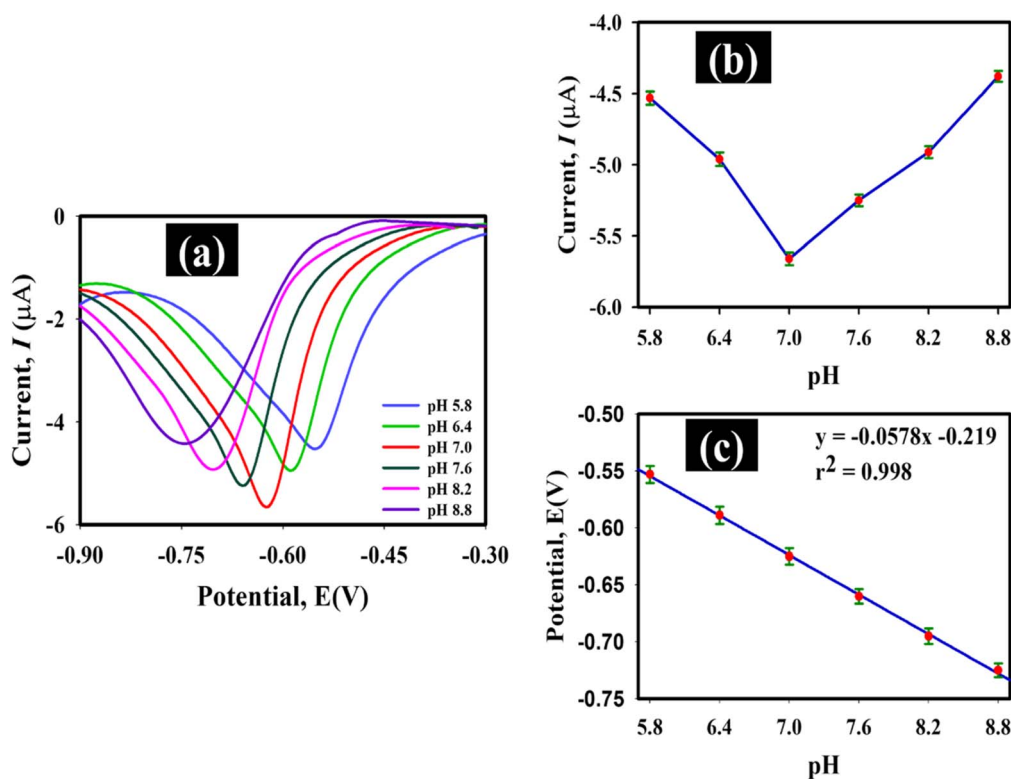 (a)
0
-2
-4
-6
Current, I (μA)
pH 5.8
pH 6.4
pH 7.0
pH 7.6
pH 8.2
pH 8.8
-0.90
-0.75
-0.60
-0.45
-0.30
Potential, E(V)
(b)
-4.0
-4.5
-5.0
-5.5
-6.0
Current, I (μA)
5.8
6.4
7.0
7.6
8.2
8.8
pH
(c)
y = -0.0578x -0.219
r² = 0.998
-0.50
-0.55
-0.60
-0.65
-0.70
-0.75
Potential, E(V)
5.8
6.4
7.0
7.6
8.2
8.8
pH